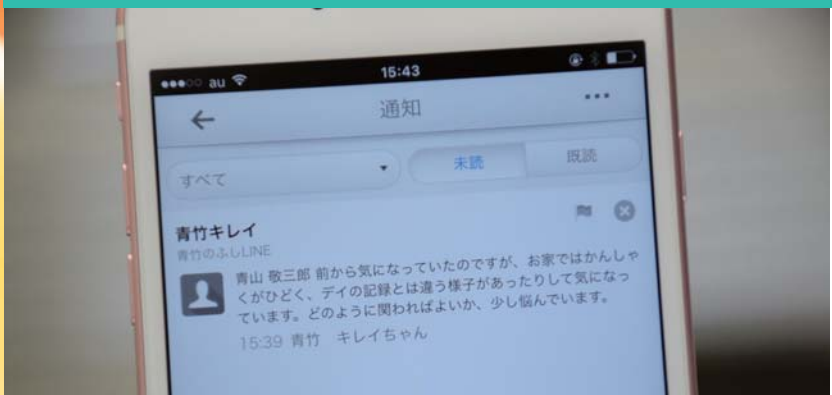 au 15:43
← 通知 •••
すべて 未読 既読
青竹キレイ
青竹のふしLINE
青山 敬三郎 前から気になっていたのですが、お家ではかんしゃ
くがひどく、デイの記録とは違う様子があったりして気になっ
ています。どのように関わればよいか、少し悩んでいます。
15:39 青竹 キレイちゃん